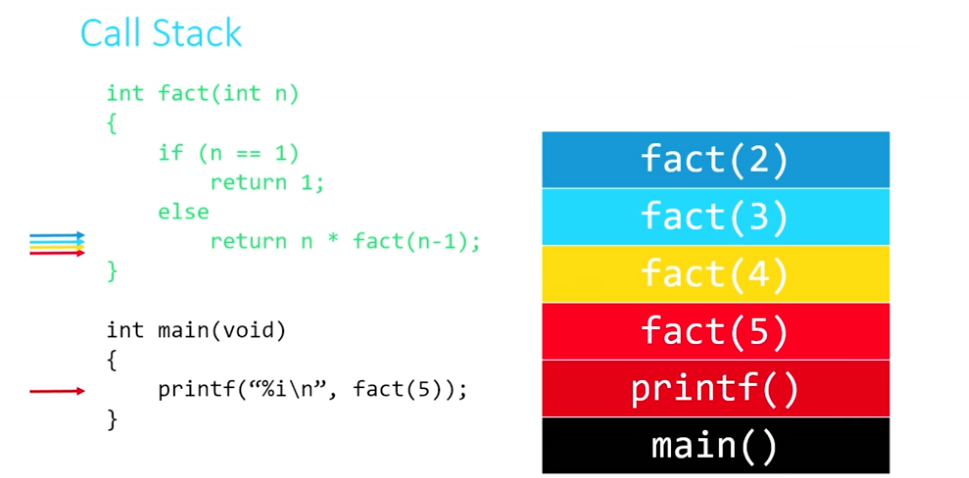 Call Stack
int fact(int n)
{
if (n == 1)
return 1;
else
return n * fact(n-1);
}
int main(void)
{
printf(“%i\n”, fact(5));
}
fact(2)
fact(3)
fact(4)
fact(5)
printf()
main()